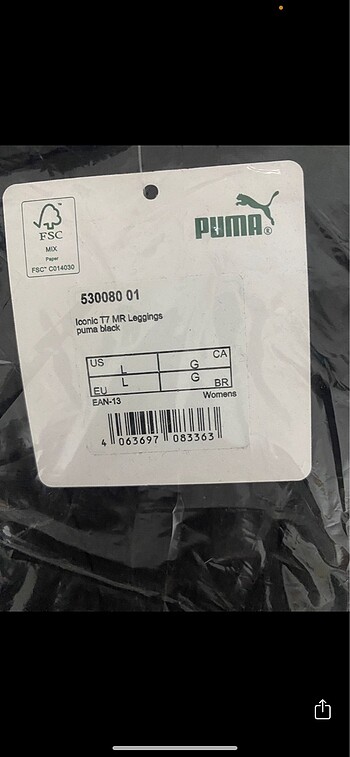 FSC
MIX
Paper
FSC™ C014030
PUMA®
530080 01
Iconic T7 MR Leggings
puma black
US L G CA
EU L G BR
EAN-13 Womens
4 063697 083363